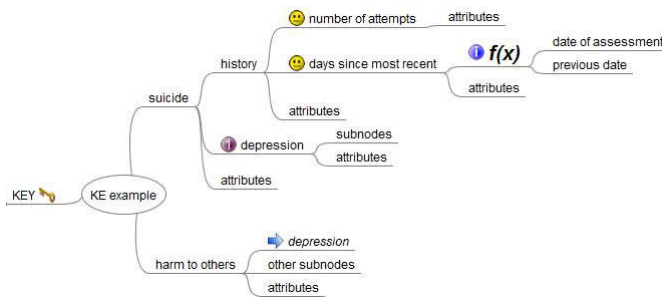 number of attempts
attributes
date of assessment
f(x)
history
days since most recent
previous date
attributes
suicide
attributes
subnodes
depression
attributes
attributes
KEY
KE example
depression
harm to others
other subnodes
attributes